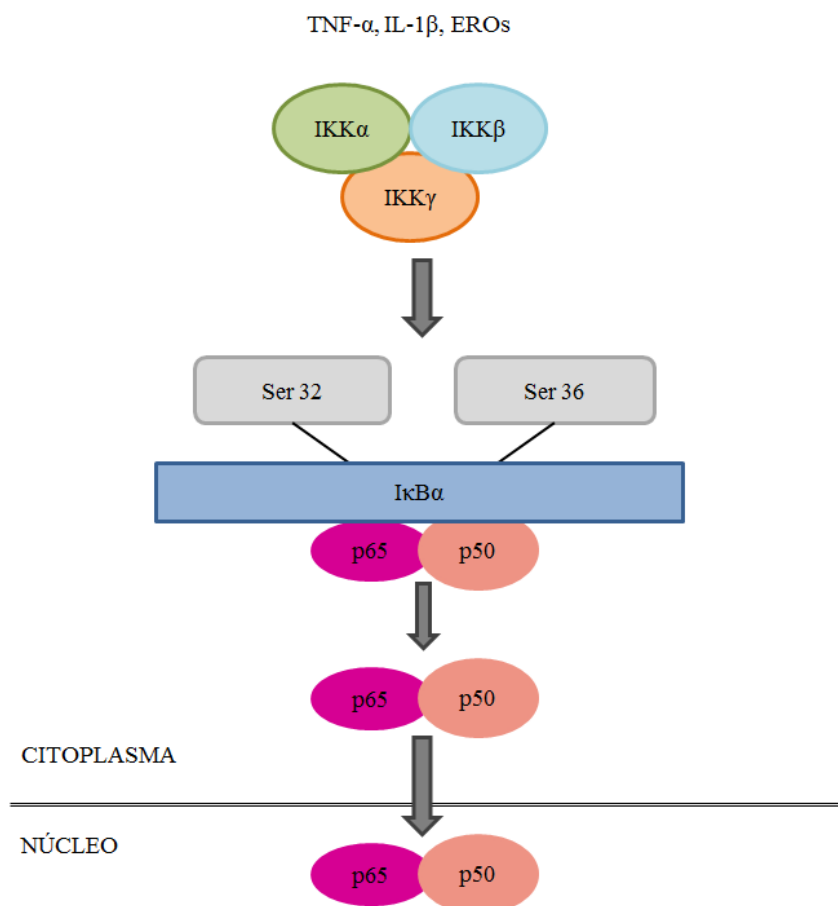 TNF-α, IL-1β, EROs
IKKα
IKKβ
IKKγ
Ser 32
Ser 36
IκBα
p65
p50
p65
p50
CITOPLASMA
NÚCLEO
p65
p50